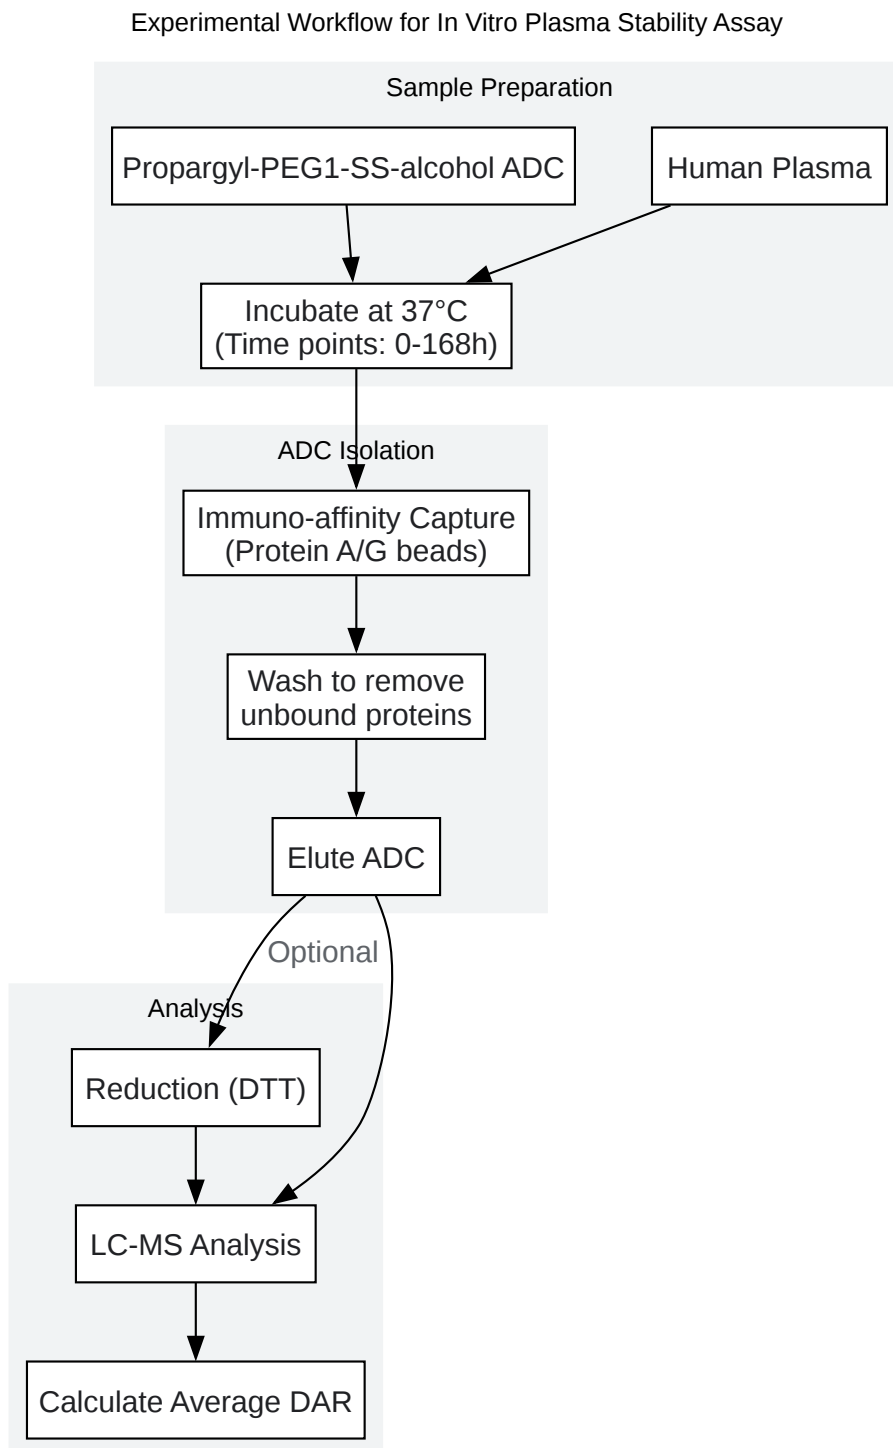 Experimental Workflow for In Vitro Plasma Stability Assay
Sample Preparation
Propargyl-PEG1-SS-alcohol ADC
Human Plasma
Incubate at 37°C
(Time points: 0-168h)
ADC Isolation
Immuno-affinity Capture
(Protein A/G beads)
Wash to remove
unbound proteins
Elute ADC
Optional
Analysis
Reduction (DTT)
LC-MS Analysis
Calculate Average DAR